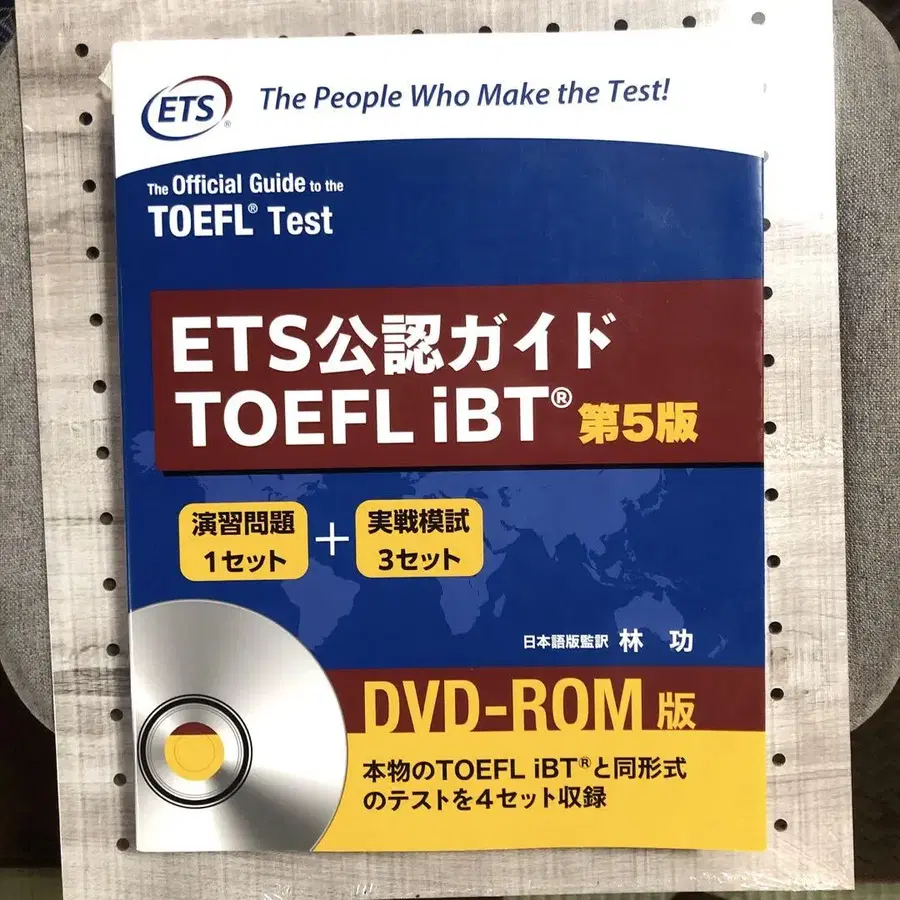 ETS® The People Who Make the Test!
The Official Guide to the
TOEFL® Test
ETS公認ガイド
TOEFL iBT® 第5版
演習問題 + 実戦模試
1セット 3セット
日本語版監訳 林 功
DVD-ROM 版
本物のTOEFL iBT®と同形式
のテストを4セット収録